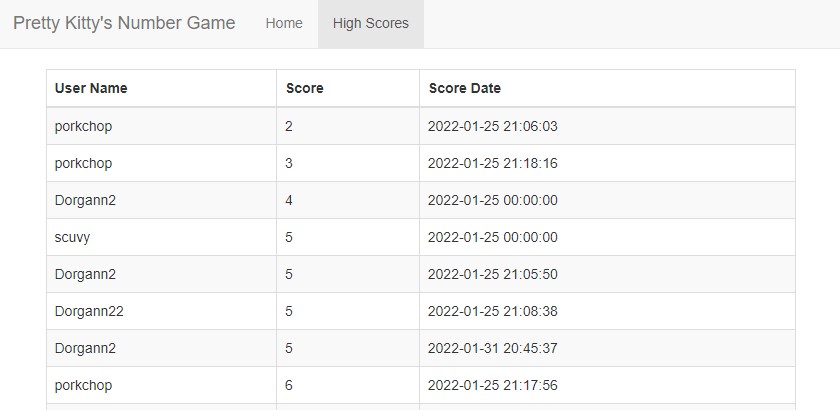 Pretty Kitty's Number Game Home High Scores
User Name Score Score Date
porkchop 2 2022-01-25 21:06:03
porkchop 3 2022-01-25 21:18:16
Dorgann2 4 2022-01-25 00:00:00
scuvy 5 2022-01-25 00:00:00
Dorgann2 5 2022-01-25 21:05:50
Dorgann22 5 2022-01-25 21:08:38
Dorgann2 5 2022-01-31 20:45:37
porkchop 6 2022-01-25 21:17:56